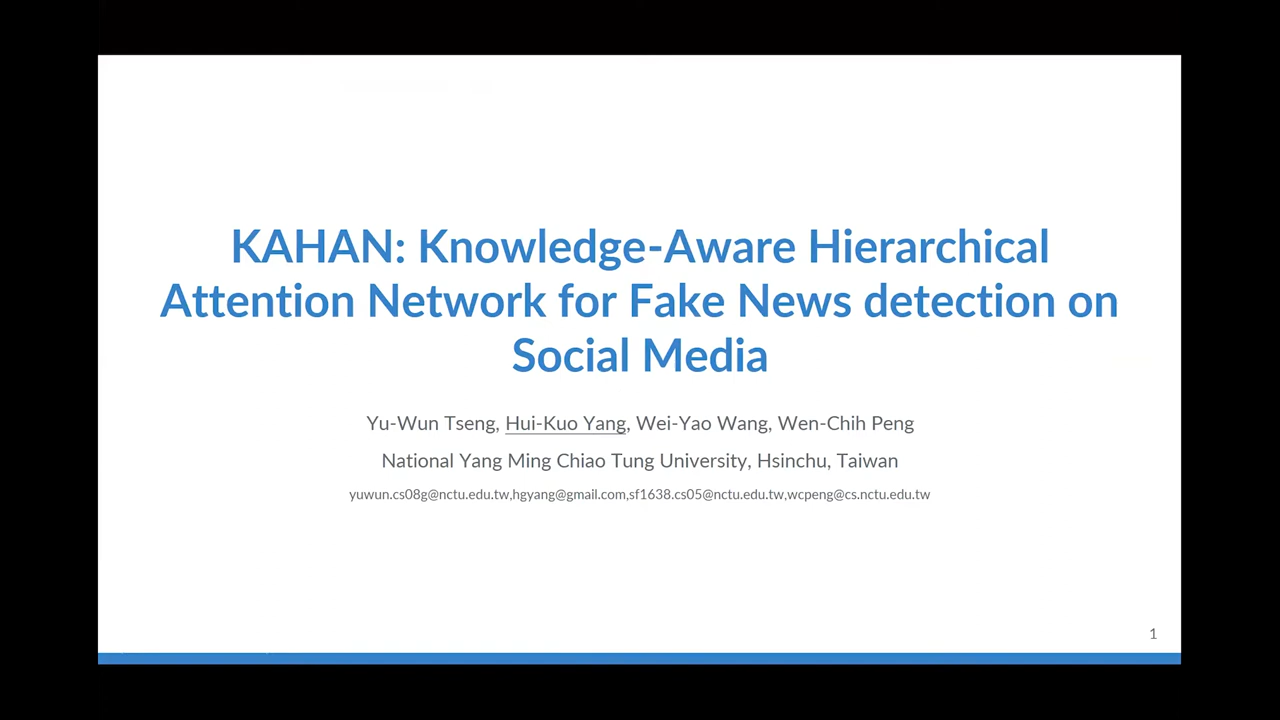 KAHAN: Knowledge-Aware Hierarchical
Attention Network for Fake News detection on
Social Media
Yu-Wun Tseng, Hui-Kuo Yang, Wei-Yao Wang, Wen-Chih Peng
National Yang Ming Chiao Tung University, Hsinchu, Taiwan
yuwun.cs08g@nctu.edu.tw,hgyang@gmail.com,sf1638.cs05@nctu.edu.tw,wcpeng@cs.nctu.edu.tw
1